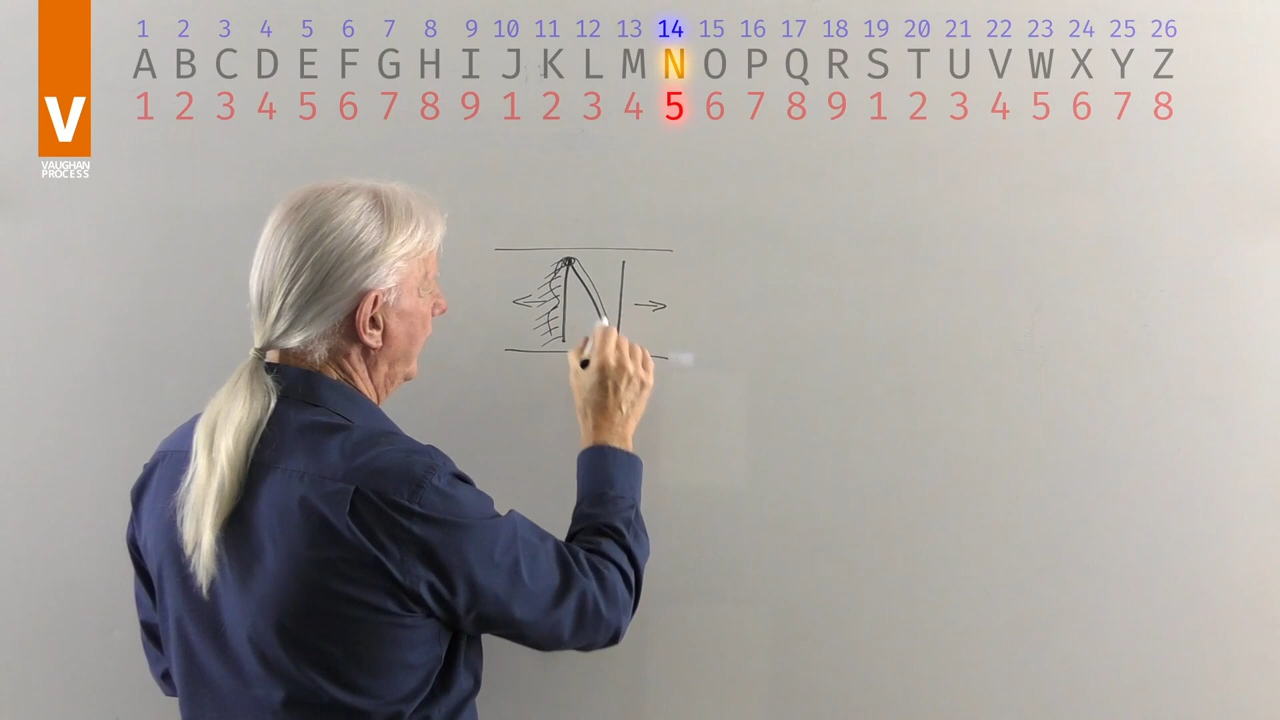 V
VAUGHAN
PROCESS
1 2 3 4 5 6 7 8 9 10 11 12 13 14 15 16 17 18 19 20 21 22 23 24 25 26
A B C D E F G H I J K L M N O P Q R S T U V W X Y Z
1 2 3 4 5 6 7 8 9 1 2 3 4 5 6 7 8 9 1 2 3 4 5 6 7 8